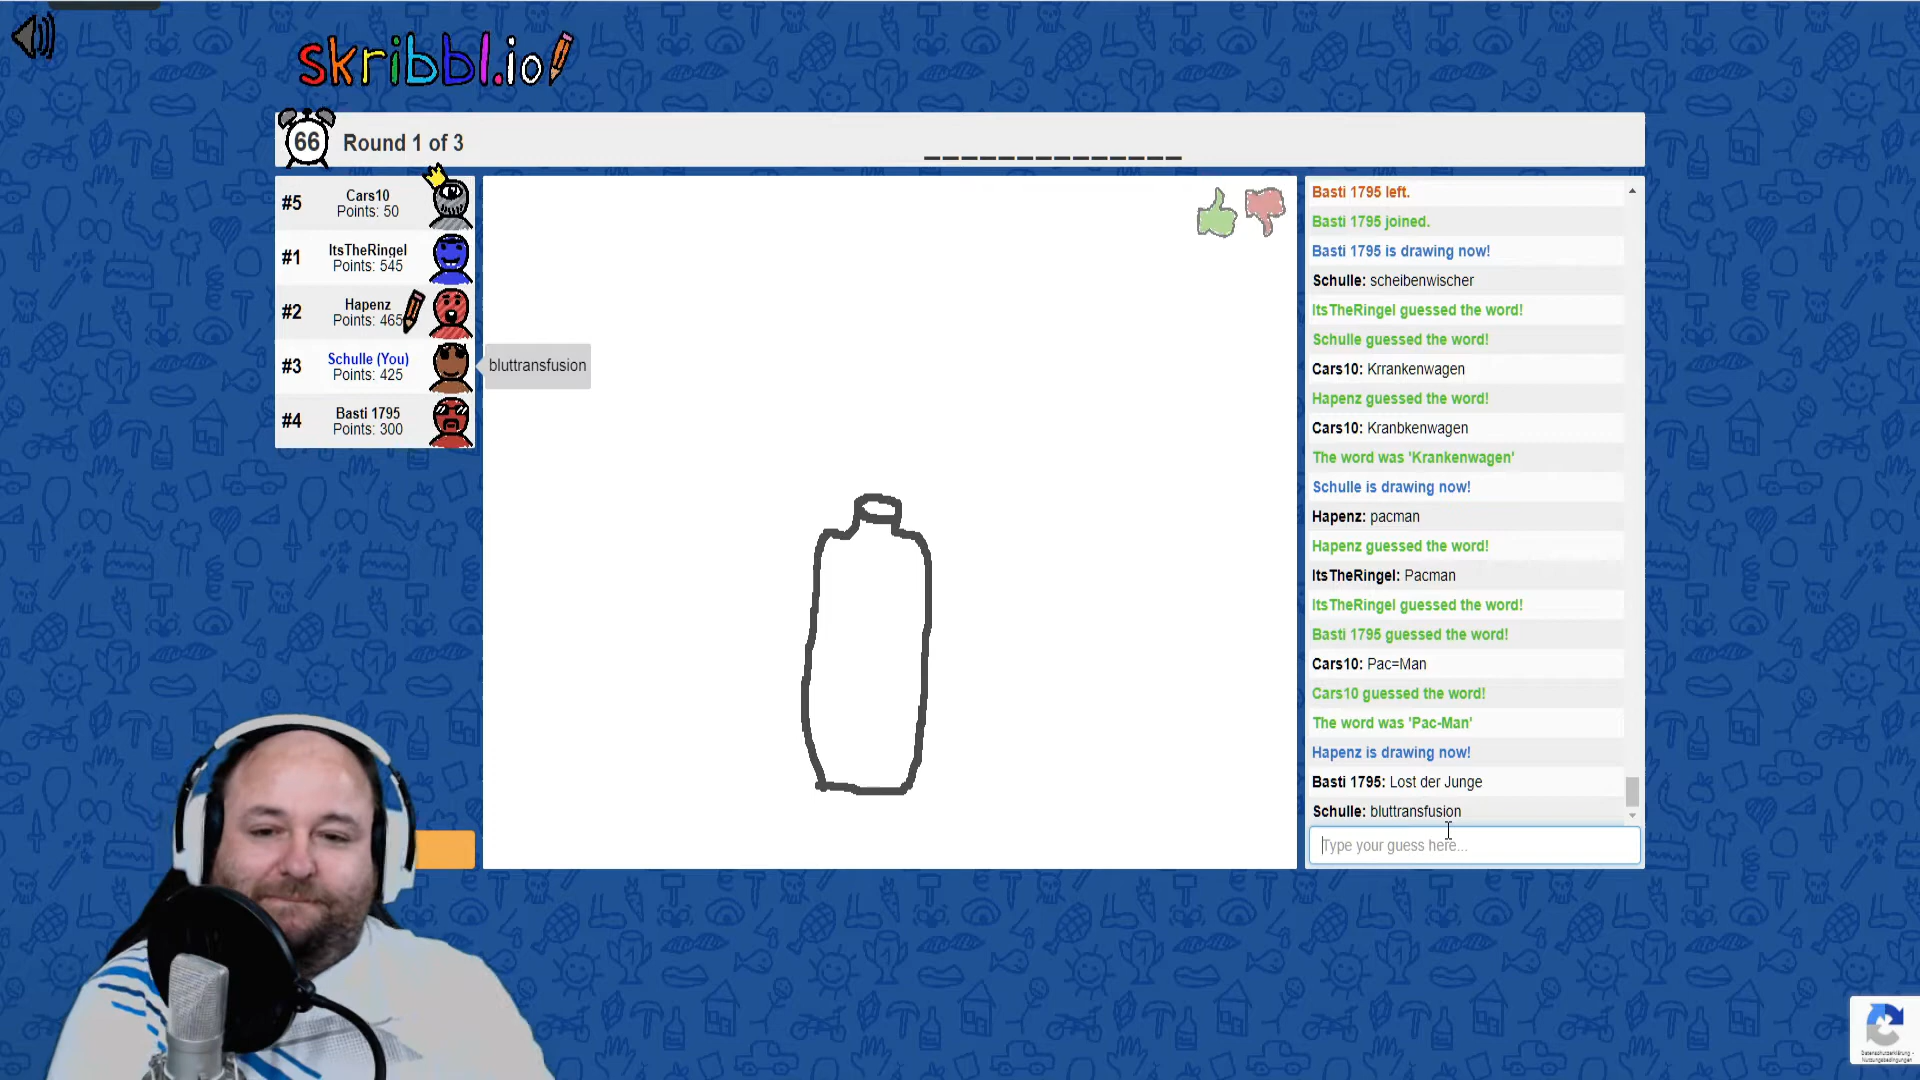 skribbl.io
66
Round 1 of 3
______________
#5
Cars10
Points: 50
#1
ItsTheRingel
Points: 545
#2
Hapenz
Points: 465
#3
Schulle (You)
Points: 425
#4
Basti 1795
Points: 300
bluttransfusion
Basti 1795 left.
Basti 1795 joined.
Basti 1795 is drawing now!
Schulle: scheibenwischer
ItsTheRingel guessed the word!
Schulle guessed the word!
Cars10: Krrankenwagen
Hapenz guessed the word!
Cars10: Kranbkenwagen
The word was 'Krankenwagen'
Schulle is drawing now!
Hapenz: pacman
Hapenz guessed the word!
ItsTheRingel: Pacman
ItsTheRingel guessed the word!
Basti 1795 guessed the word!
Cars10: Pac=Man
Cars10 guessed the word!
The word was 'Pac-Man'
Hapenz is drawing now!
Basti 1795: Lost der Junge
Schulle: bluttransfusion
Type your guess here...
Datenschutzerklärung -
Nutzungsbedingungen